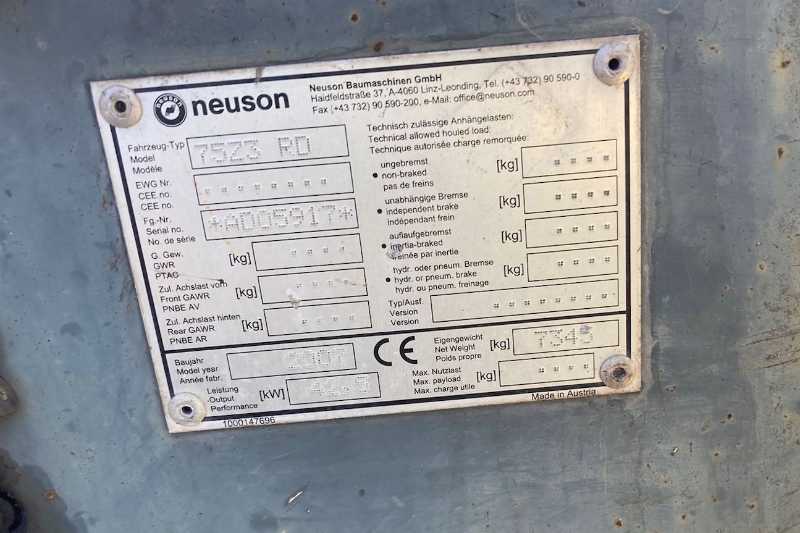 neuson
Neuson Baumaschinen GmbH
Haidfeldstraße 37, A-4060 Linz-Leonding, Tel. (+43 732) 90 590-0
Fax (+43 732) 90 590-200, e-Mail: office@neuson.com
Fahrzeug-Typ
Model
Modèle
75Z3 RD
EWG Nr.
CEE no.
CEE no.
Fg.-Nr.
Serial no.
No. de série
*AD05917*
G. Gew.
GWR
PTAC
[kg]
Zul. Achslast vorn
Front GAWR
PNBE AV
[kg]
Zul. Achslast hinten
Rear GAWR
PNBE AR
[kg]
Technisch zulässige Anhängelasten:
Technical allowed houled load:
Technique autorisée charge remorquée:
ungebremst
• non-braked
pas de freins
[kg]
unabhängige Bremse
• independent brake
indépendant frein
[kg]
auflaufgebremst
• inertia-braked
freinée par inertie
[kg]
hydr. oder pneum. Bremse
• hydr. or pneum. brake
hydr. ou pneum. freinage
[kg]
Typ/Ausf.
Version
Version
Baujahr
Model year
Année fabr.
2007
Leistung
Output
Performance
[kW]
CE
Eigengewicht
Net Weight
Poids propre
[kg]
7345
Max. Nutzlast
Max. payload
Max. charge utile
[kg]
1000147696
Made in Austria